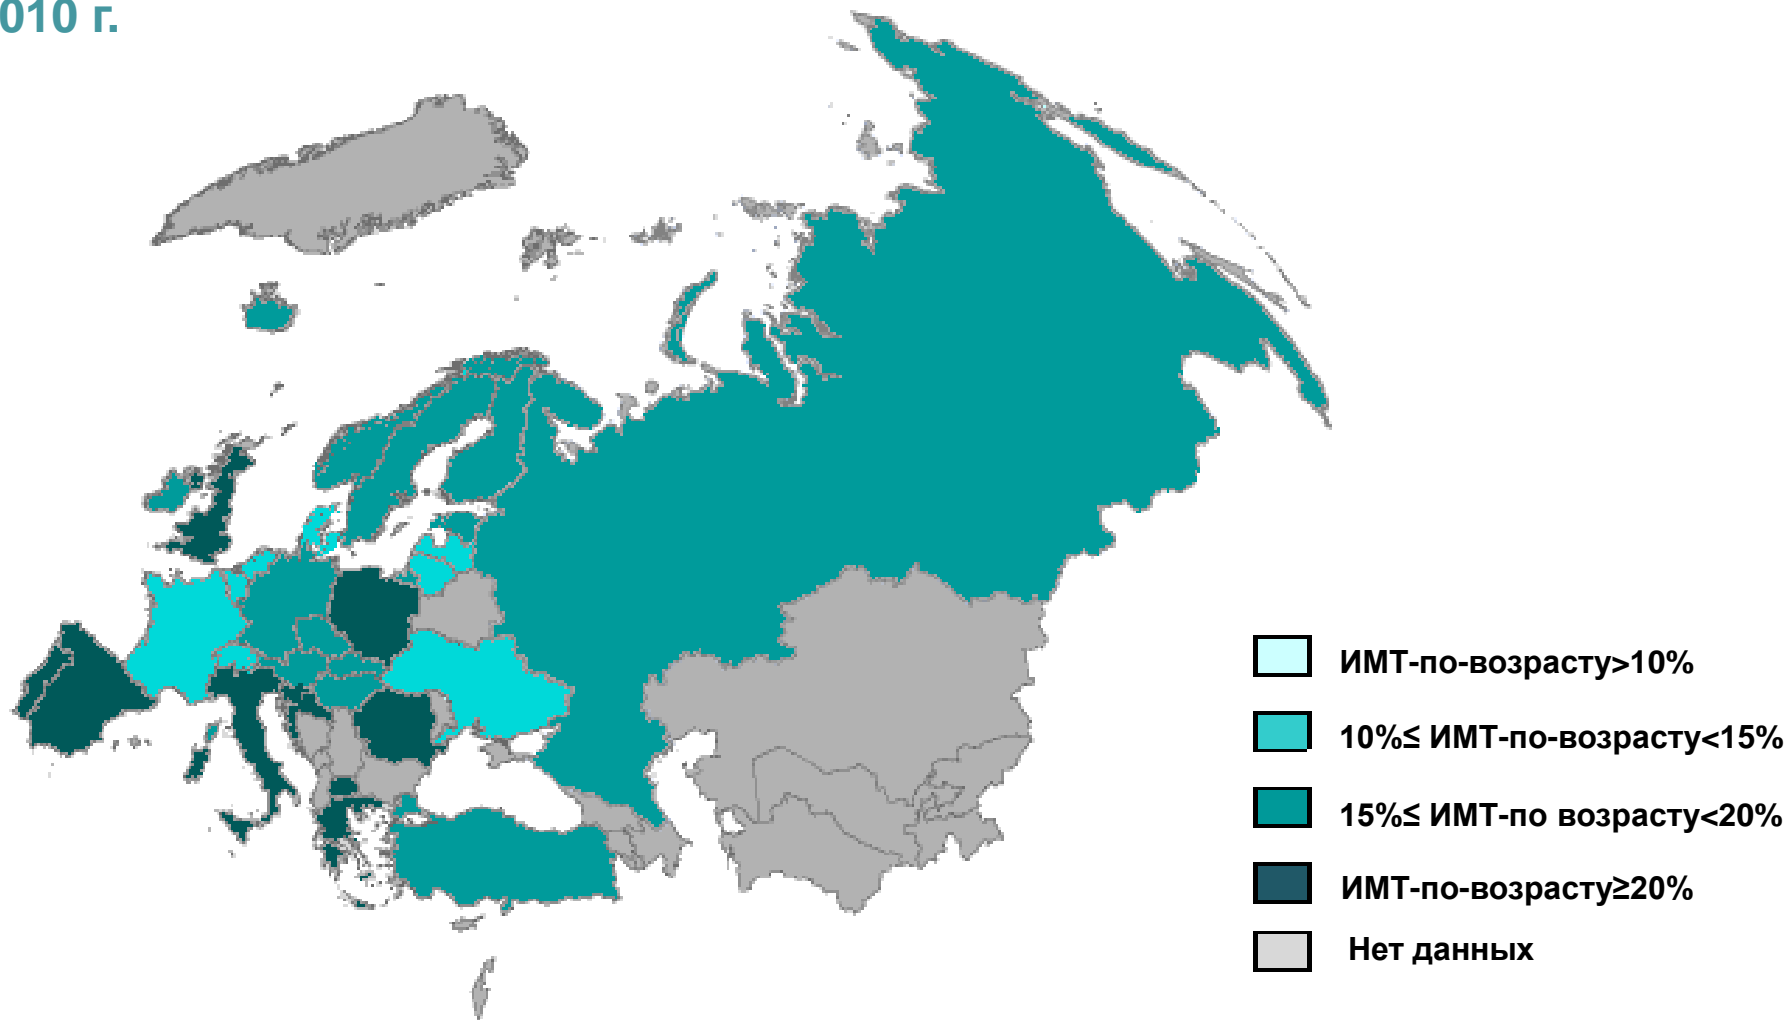 010 г.
ИМТ-по-возрасту>10%
10%≤ ИМТ-по-возрасту<15%
15%≤ ИМТ-по возрасту<20%
ИМТ-по-возрасту≥20%
Нет данных